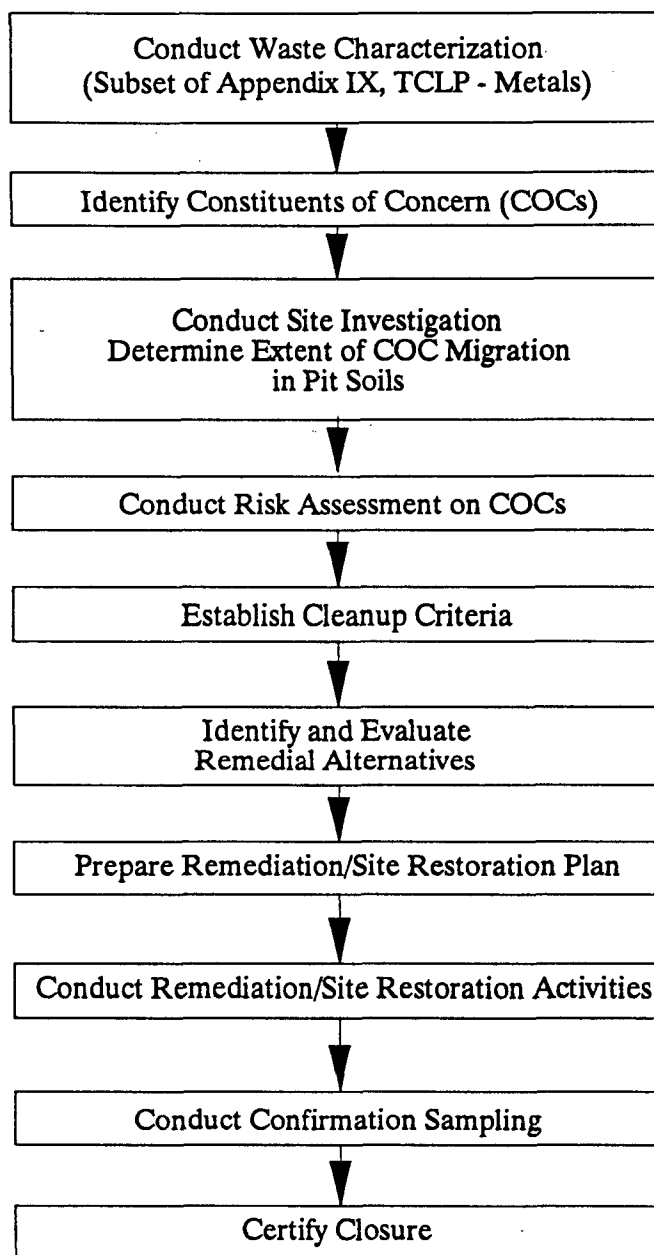 Conduct Waste Characterization
(Subset of Appendix IX, TCLP - Metals)
Identify Constituents of Concern (COCs)
Conduct Site Investigation
Determine Extent of COC Migration
in Pit Soils
Conduct Risk Assessment on COCs
Establish Cleanup Criteria
Identify and Evaluate
Remedial Alternatives
Prepare Remediation/Site Restoration Plan
Conduct Remediation/Site Restoration Activities
Conduct Confirmation Sampling
Certify Closure